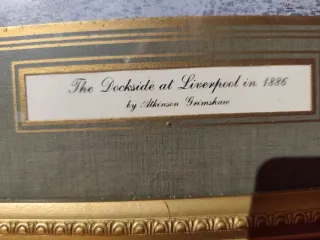 The Dockside at Liverpool in 1886
by Atkinson Grimshaw